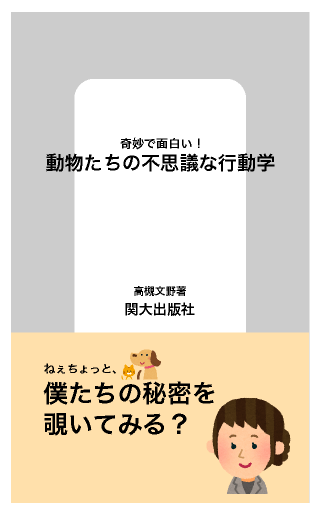 奇妙で面白い！
動物たちの不思議な行動学
高槻文野著
関大出版社
ねぇちょっと、
僕たちの秘密を
覗いてみる？